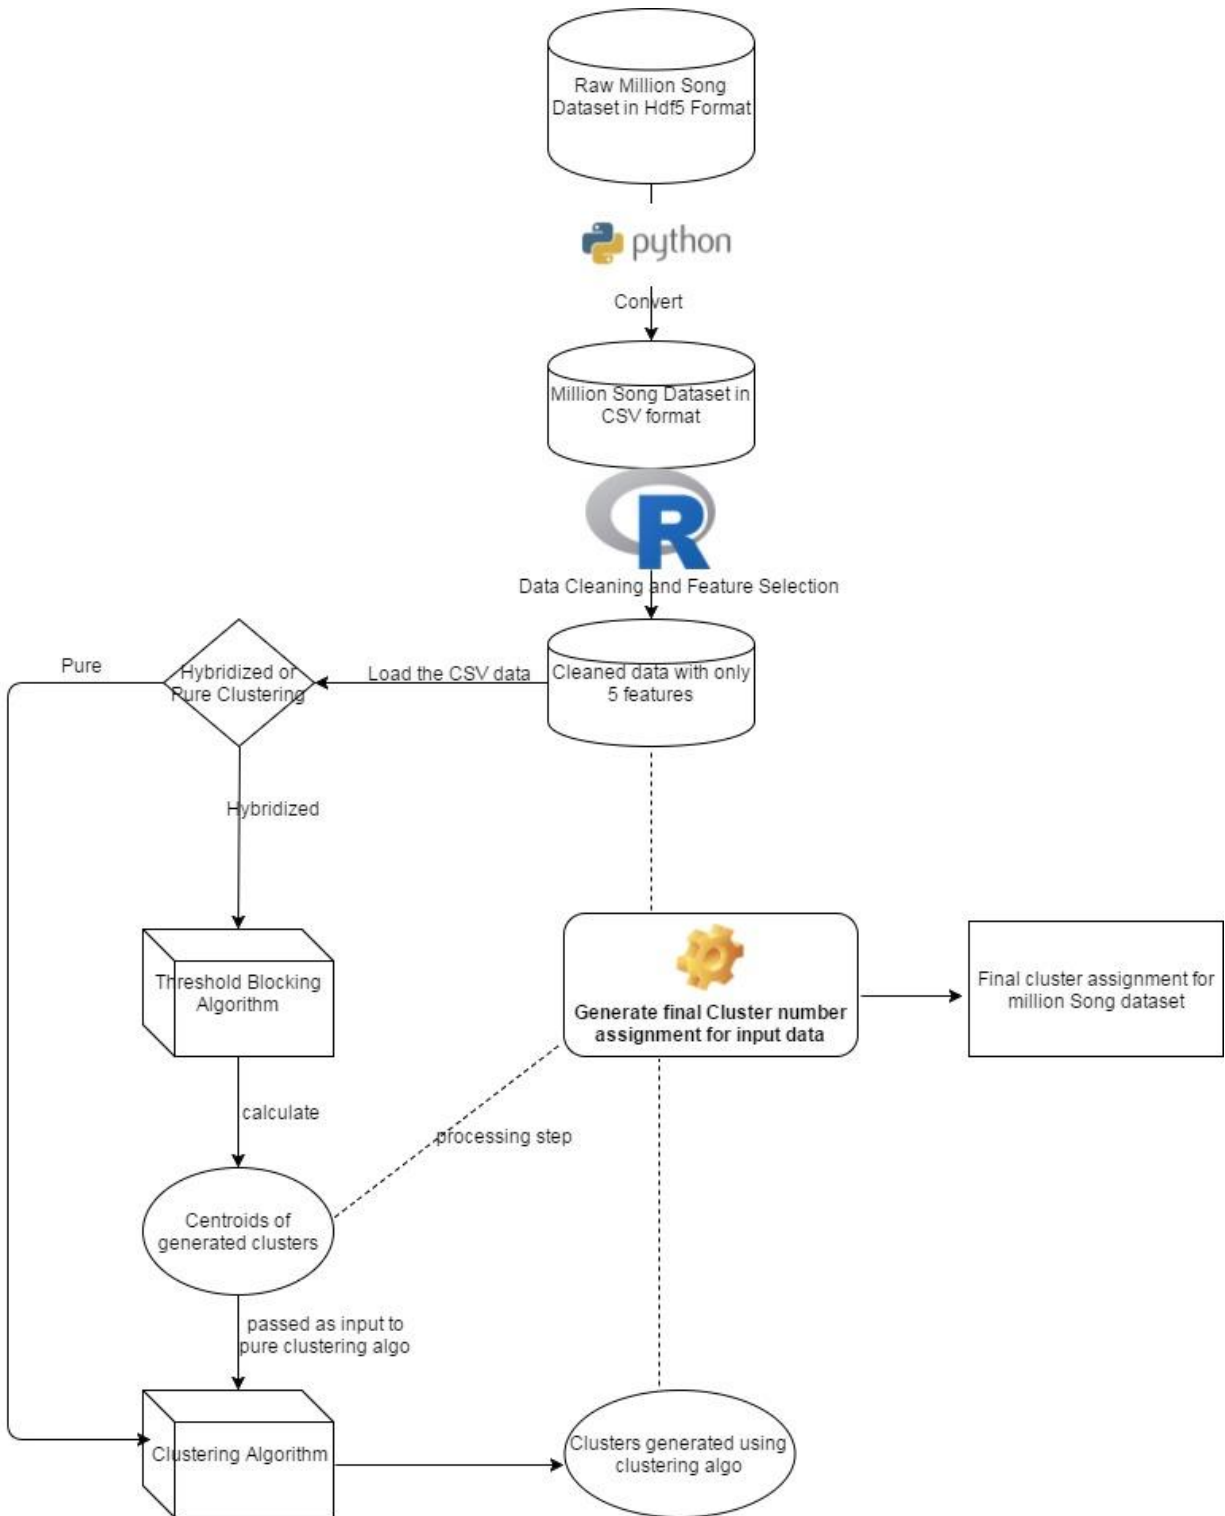 Raw Million Song
Dataset in Hdf5 Format
python
Convert
Million Song Dataset in
CSV format
R
Data Cleaning and Feature Selection
Pure
Hybridized or
Pure Clustering
Load the CSV data
Cleaned data with only
5 features
Hybridized
Threshold Blocking
Algorithm
Generate final Cluster number
assignment for input data
Final cluster assignment for
million Song dataset
calculate
processing step
Centroids of
generated clusters
passed as input to
pure clustering algo
Clustering Algorithm
Clusters generated using
clustering algo